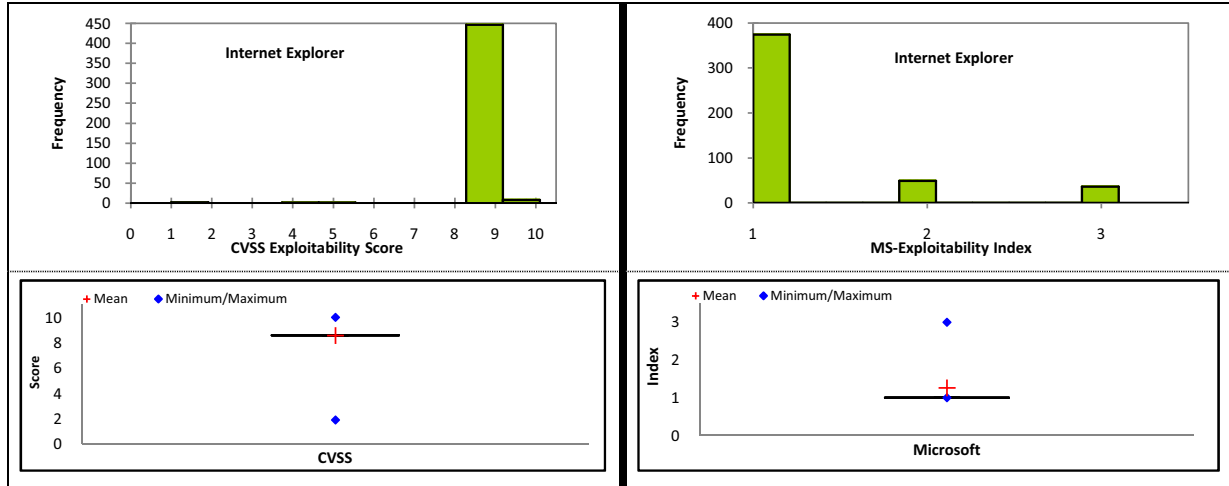 450
400
350
300
250
200
150
100
50
0
Frequency
Internet Explorer
0 1 2 3 4 5 6 7 8 9 10
CVSS Exploitability Score
400
300
200
100
0
Frequency
Internet Explorer
1 2 3
MS-Exploitability Index
Mean Minimum/Maximum
10
8
6
4
2
0
Score
CVSS
Mean Minimum/Maximum
3
2
1
0
Index
Microsoft